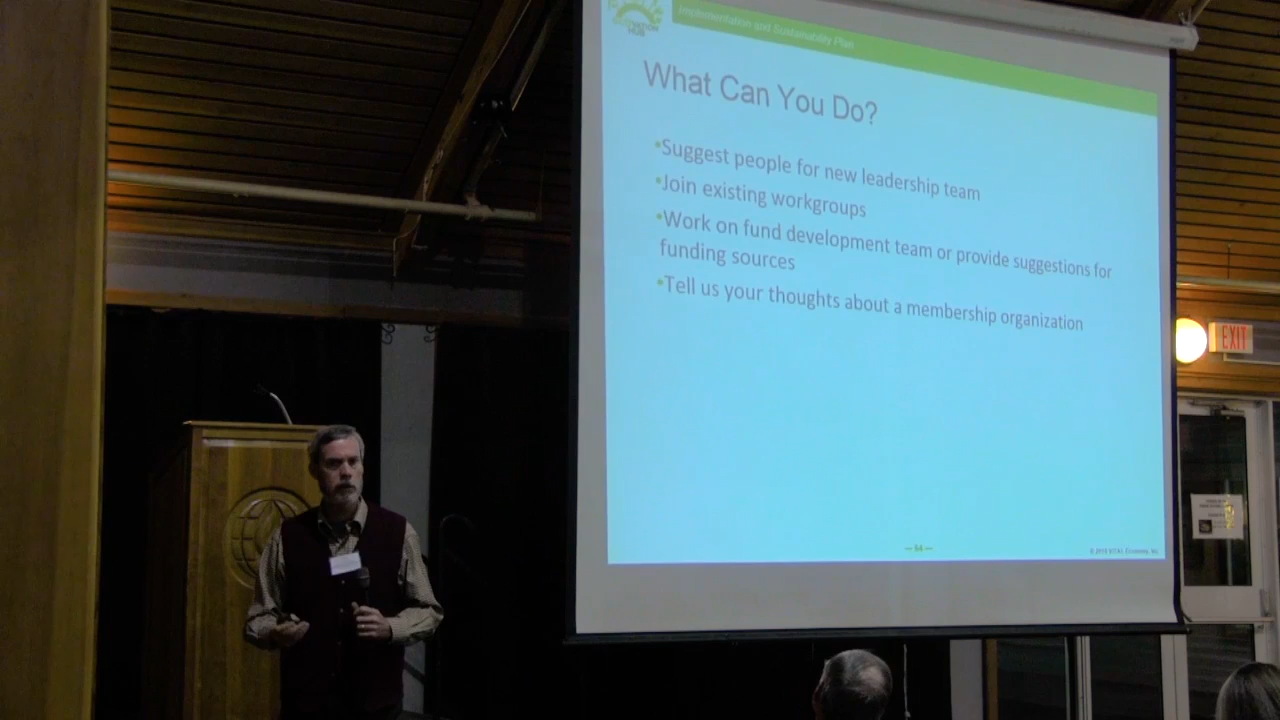 Implementation and Sustainability Plan
What Can You Do?
•Suggest people for new leadership team
•Join existing workgroups
•Work on fund development team or provide suggestions for
funding sources
•Tell us your thoughts about a membership organization
EXIT